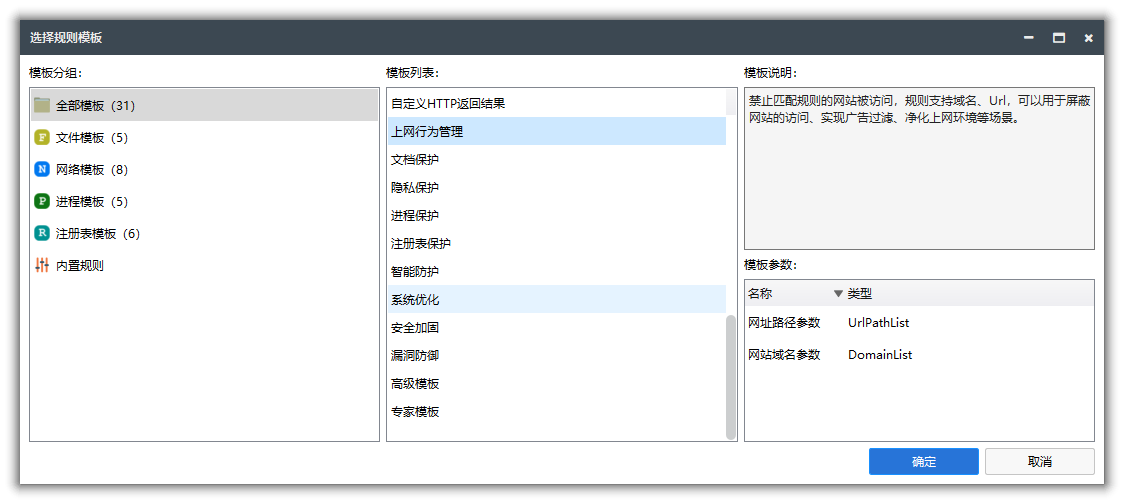 选择规则模板
模板分组：
全部模板（31）
F 文件模板（5）
N 网络模板（8）
P 进程模板（5）
R 注册表模板（6）
内置规则
模板列表：
自定义HTTP返回结果
上网行为管理
文档保护
隐私保护
进程保护
注册表保护
智能防护
系统优化
安全加固
漏洞防御
高级模板
专家模板
模板说明：
禁止匹配规则的网站被访问，规则支持域名、Url，可以用于屏蔽
网站的访问、实现广告过滤、净化上网环境等场景。
模板参数：
名称 类型
网址路径参数 UrlPathList
网站域名参数 DomainList
确定 取消